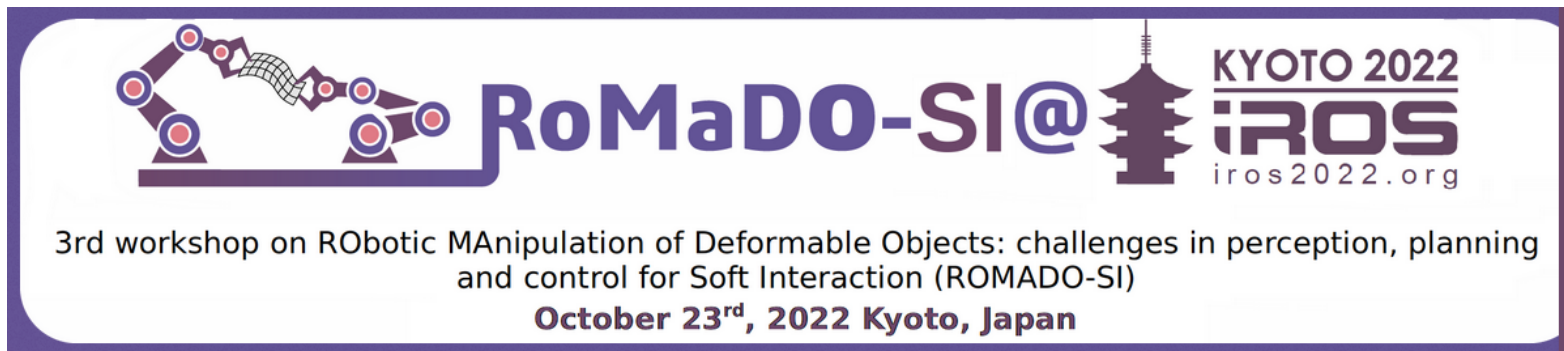 RoMaDO-SI@
KYOTO 2022
iROS
iros2022.org
3rd workshop on RObotic MAnipulation of Deformable Objects: challenges in perception, planning
and control for Soft Interaction (ROMADO-SI)
October 23rd, 2022 Kyoto, Japan